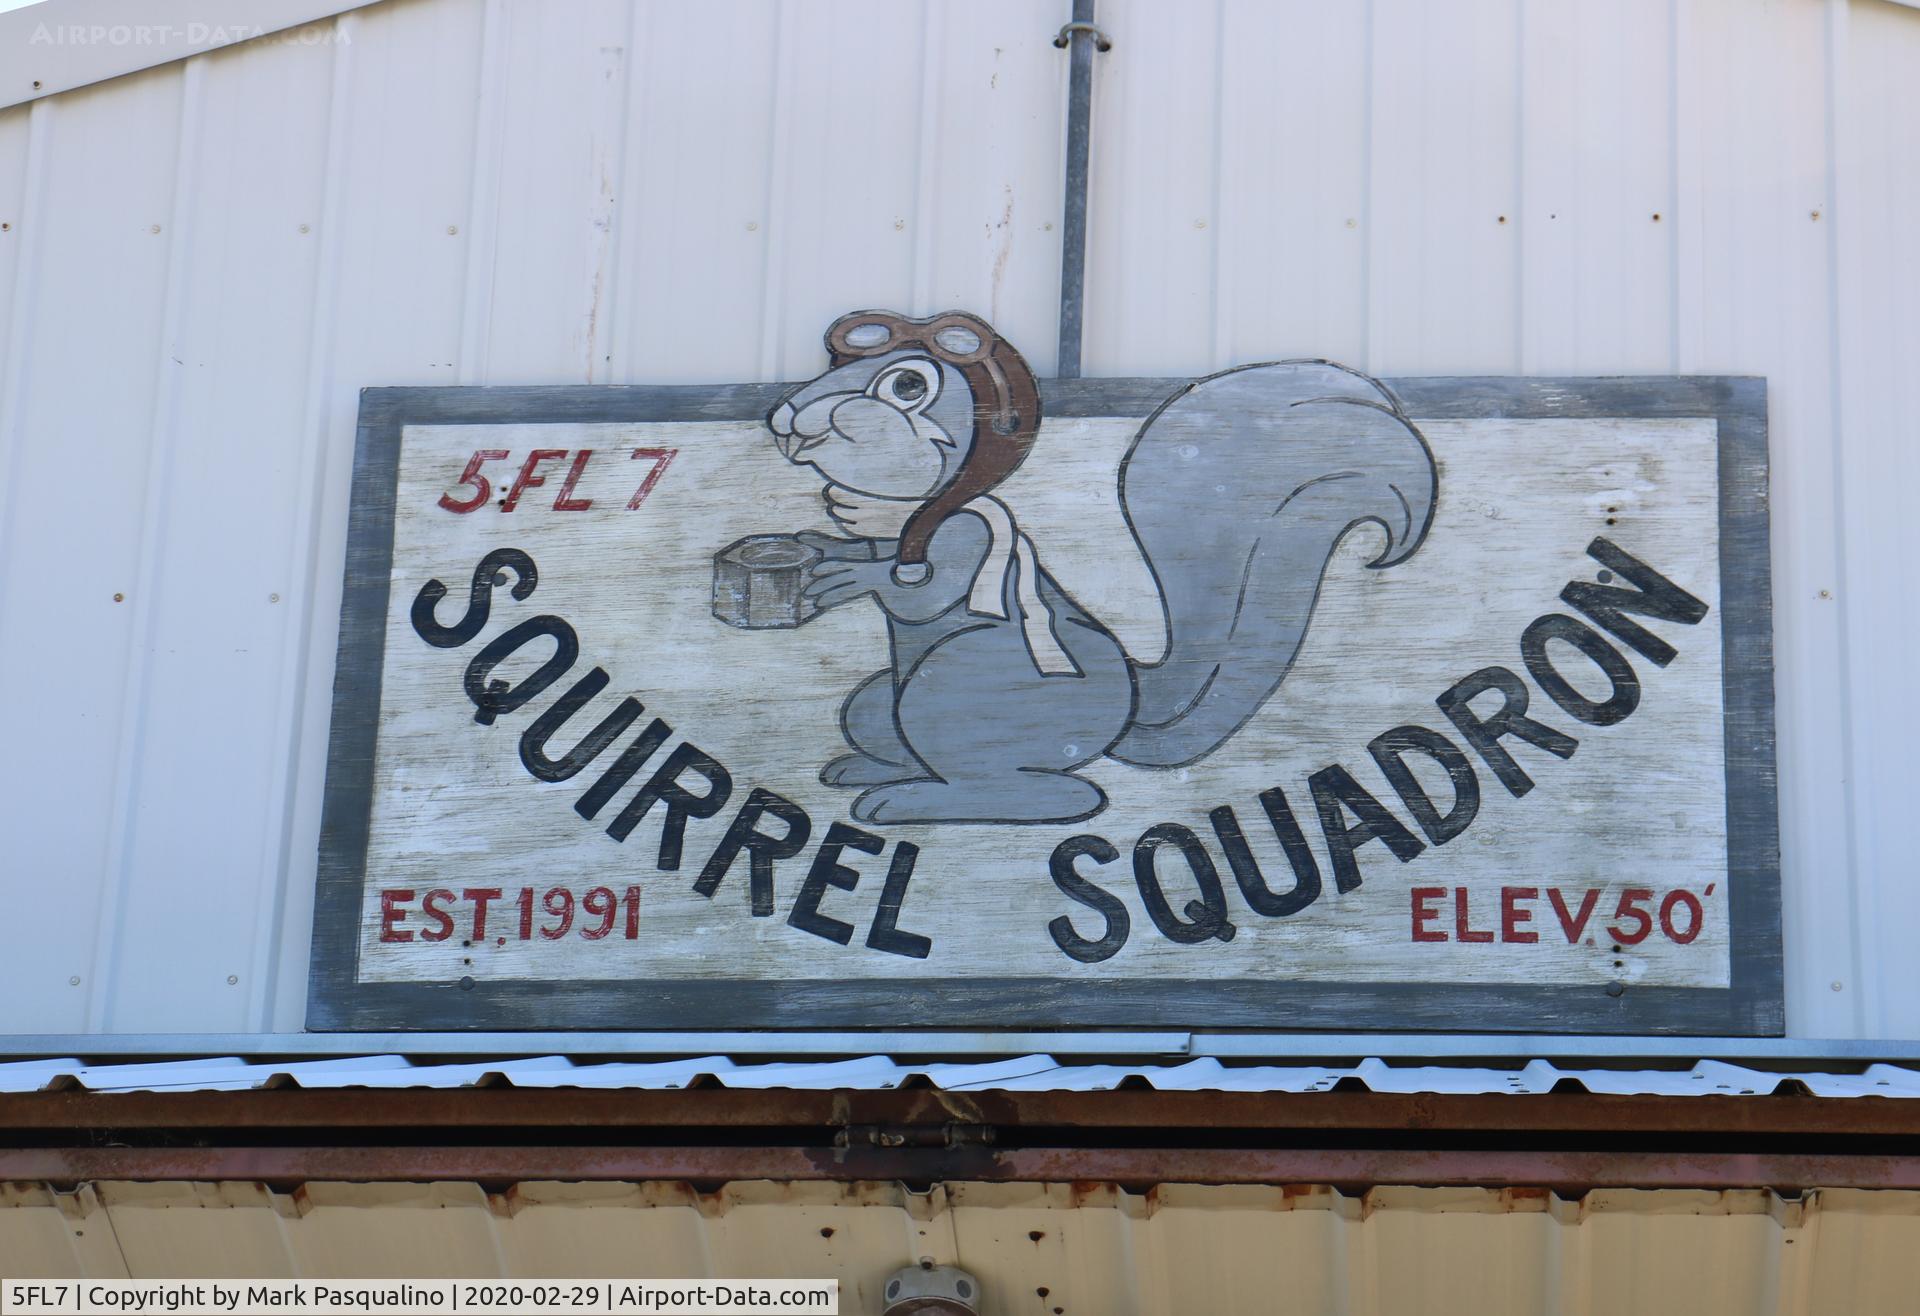 AIRPORT-DATA.COM
5FL7
SQUIRREL SQUADRON
EST. 1991
ELEV. 50'
5FL7 | Copyright by Mark Pasqualino | 2020-02-29 | Airport-Data.com